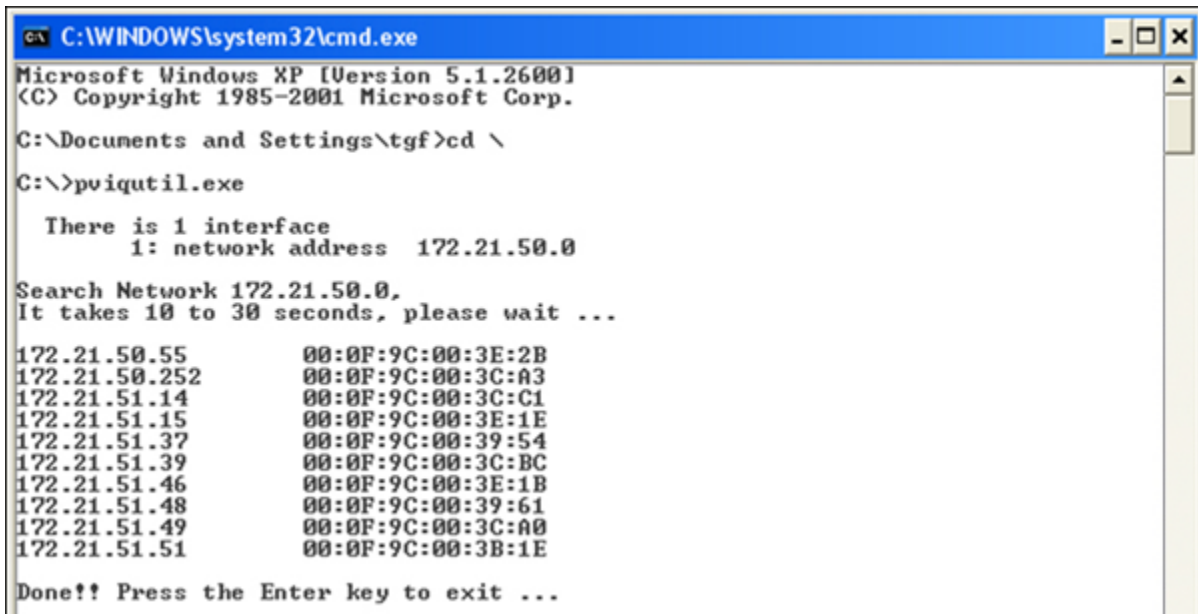 C:\WINDOWS\system32\cmd.exe
Microsoft Windows XP [Version 5.1.2600]
(C) Copyright 1985-2001 Microsoft Corp.
C:\Documents and Settings\tgf>cd \
C:\>pviqutil.exe
There is 1 interface
1: network address 172.21.50.0
Search Network 172.21.50.0,
It takes 10 to 30 seconds, please wait ...
172.21.50.55 00:0F:9C:00:3E:2B
172.21.50.252 00:0F:9C:00:3C:A3
172.21.51.14 00:0F:9C:00:3C:C1
172.21.51.15 00:0F:9C:00:3E:1E
172.21.51.37 00:0F:9C:00:39:54
172.21.51.39 00:0F:9C:00:3C:BC
172.21.51.46 00:0F:9C:00:3E:1B
172.21.51.48 00:0F:9C:00:39:61
172.21.51.49 00:0F:9C:00:3C:A0
172.21.51.51 00:0F:9C:00:3B:1E
Done!! Press the Enter key to exit ...